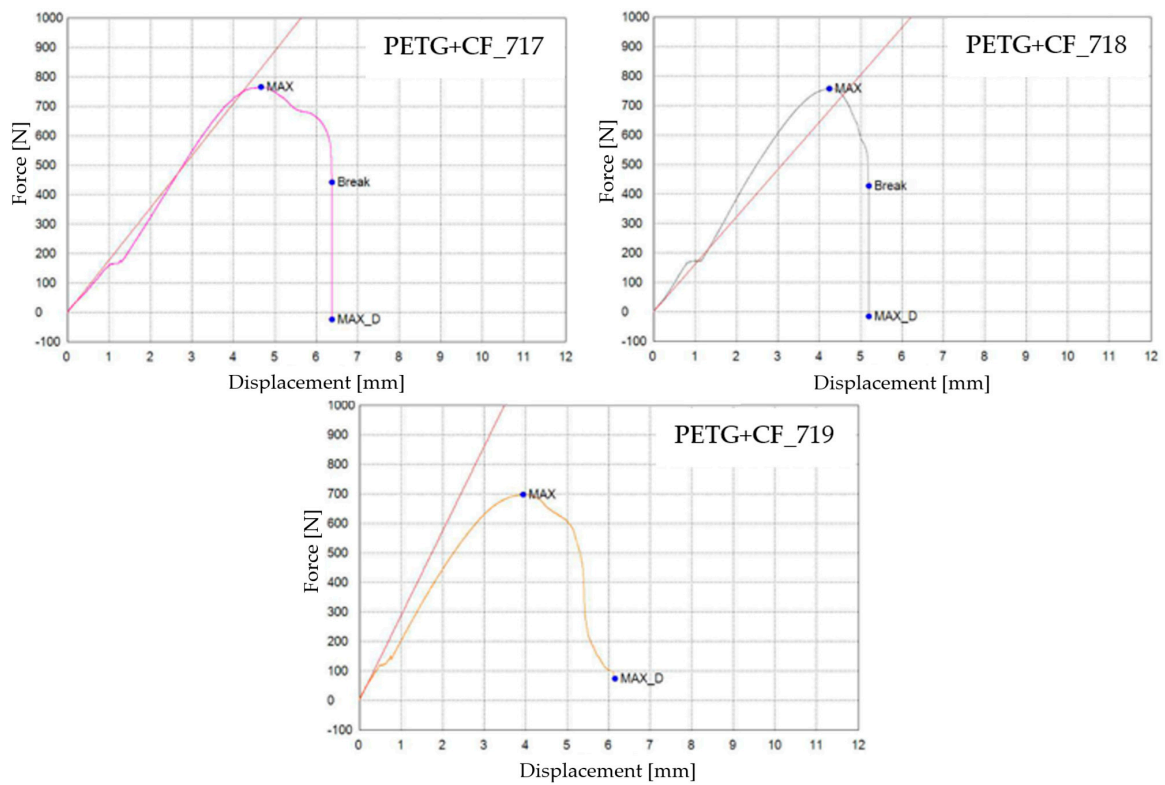 PETG+CF_717
1000
900
800
700
600
500
400
300
200
100
0
-100
Force [N]
MAX
Break
MAX_D
0 1 2 3 4 5 6 7 8 9 10 11 12
Displacement [mm]
PETG+CF_718
1000
900
800
700
600
500
400
300
200
100
0
-100
Force [N]
MAX
Break
MAX_D
0 1 2 3 4 5 6 7 8 9 10 11 12
Displacement [mm]
PETG+CF_719
1000
900
800
700
600
500
400
300
200
100
0
-100
Force [N]
MAX
MAX_D
0 1 2 3 4 5 6 7 8 9 10 11 12
Displacement [mm]